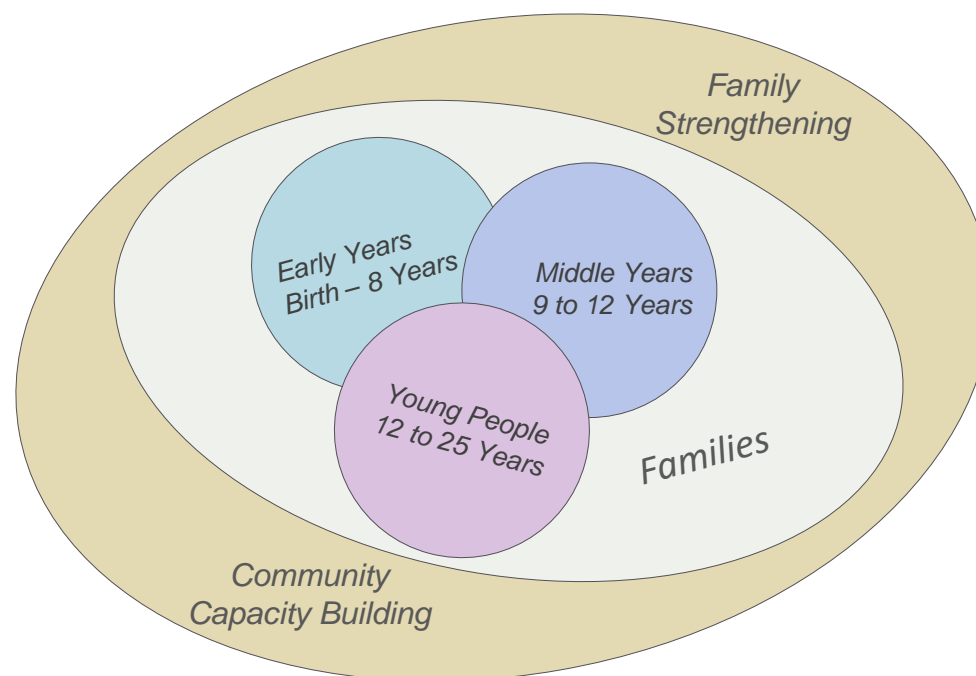 Family
Strengthening
Early Years
Birth – 8 Years
Middle Years
9 to 12 Years
Young People
12 to 25 Years
Families
Community
Capacity Building